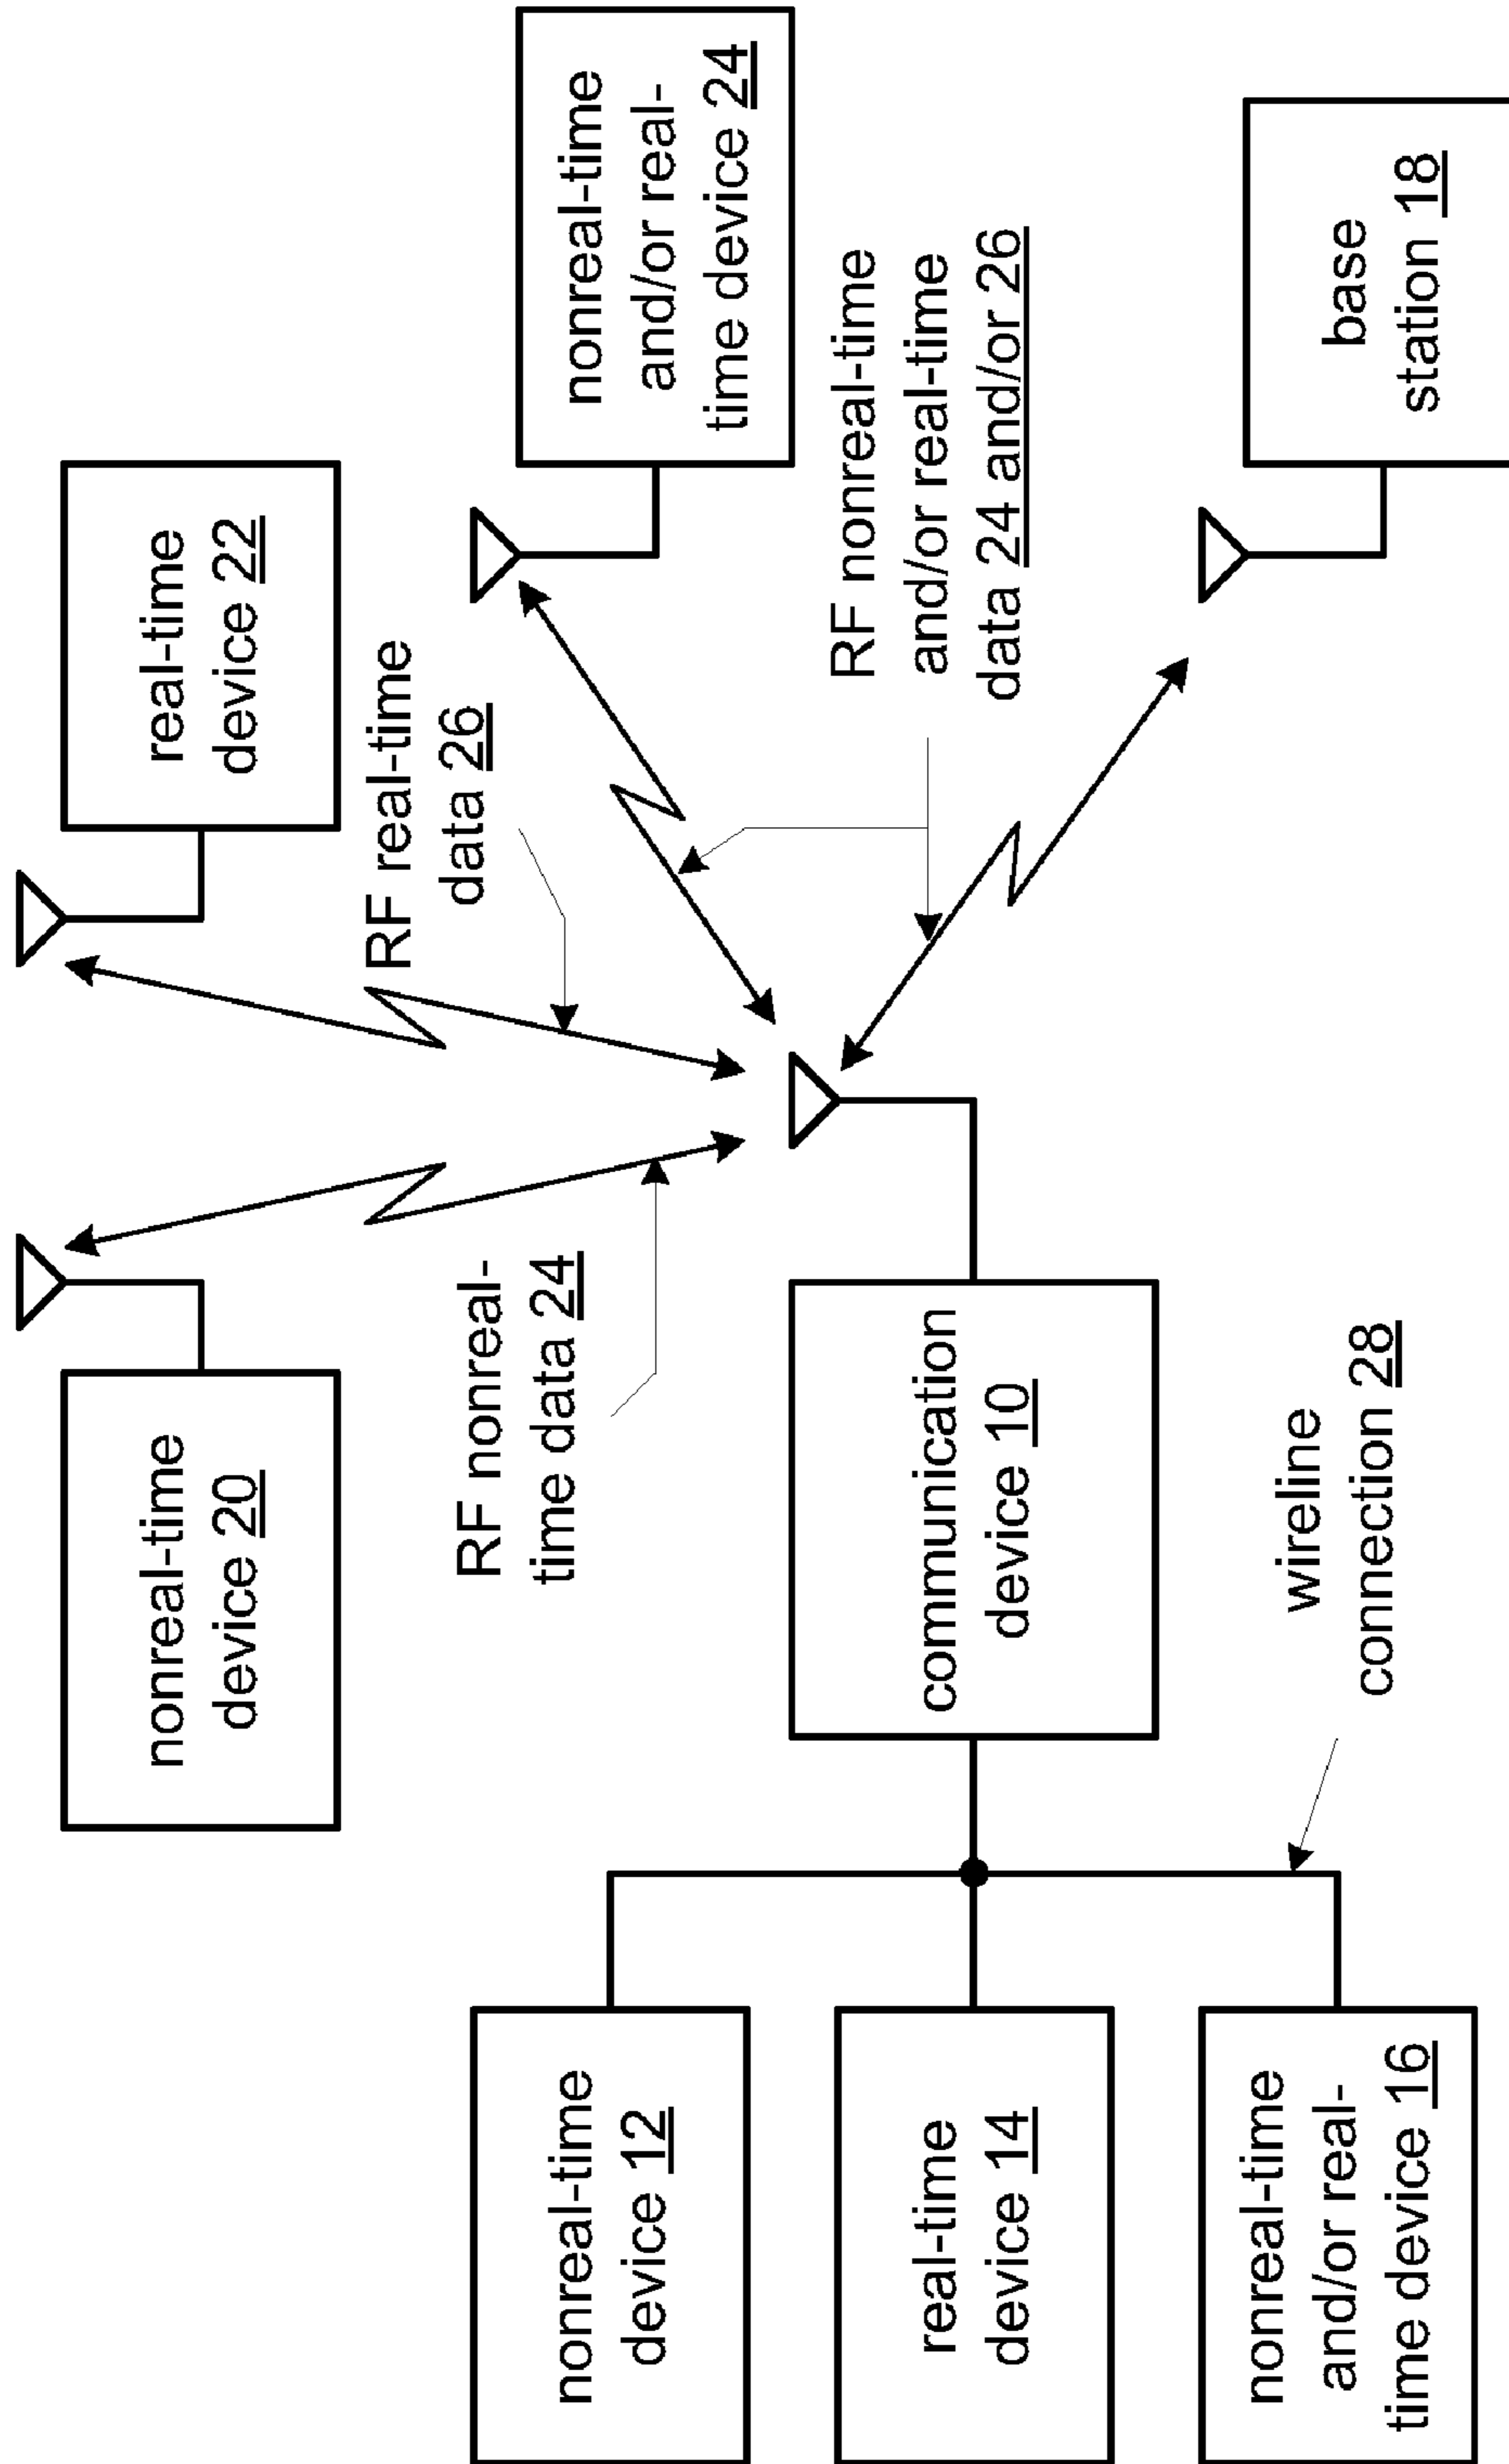 nonreal-time
device 20
real-time
device 22
RF nonreal-
time data 24
RF real-time
data 26
nonreal-time
and/or real-
time device 24
nonreal-time
device 12
real-time
device 14
nonreal-time
and/or real-
time device 16
communication
device 10
RF nonreal-time
and/or real-time
data 24 and/or 26
wireline
connection 28
base
station 18